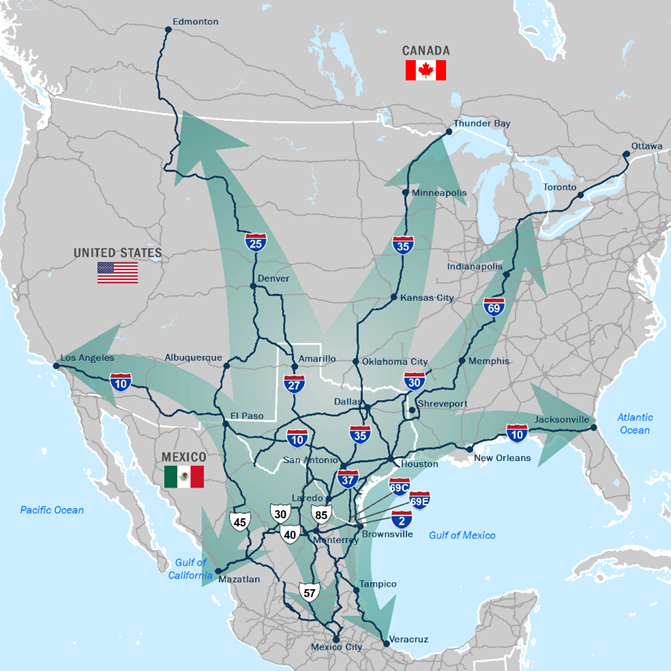 Edmonton
CANADA
Thunder Bay
Ottawa
Toronto
Minneapolis
UNITED STATES
25
35
Indianapolis
Denver
Kansas City
69
Los Angeles
Albuquerque
Amarillo
Oklahoma City
Memphis
10
27
30
Dallas
Shreveport
El Paso
Jacksonville
Atlantic
Ocean
10
35
10
MEXICO
San Antonio
Houston
New Orleans
37
69C
Laredo
69E
Pacific Ocean
45
30
85
2
40
Monterrey
Brownsville
Gulf of Mexico
Gulf of
California
Mazatlan
57
Tampico
Mexico City
Veracruz